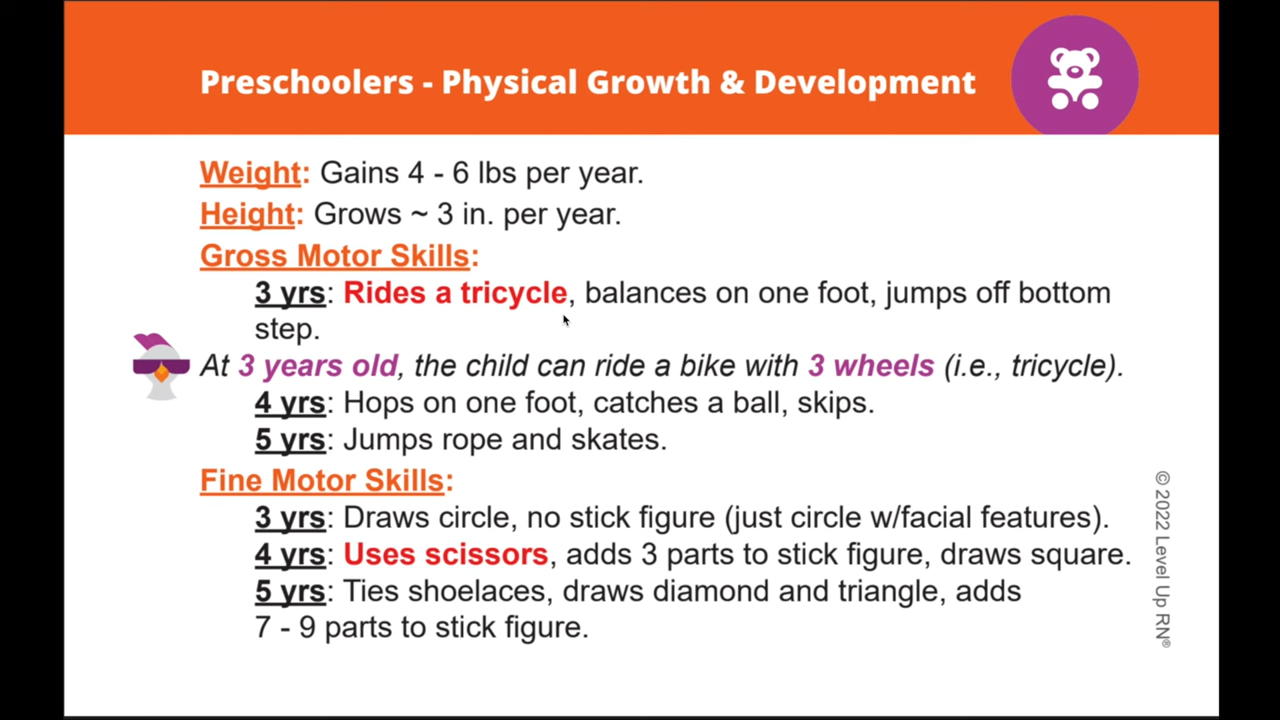 Preschoolers - Physical Growth & Development
Weight: Gains 4 - 6 lbs per year.
Height: Grows ~ 3 in. per year.
Gross Motor Skills:
3 yrs: Rides a tricycle, balances on one foot, jumps off bottom
step.
At 3 years old, the child can ride a bike with 3 wheels (i.e., tricycle).
4 yrs: Hops on one foot, catches a ball, skips.
5 yrs: Jumps rope and skates.
Fine Motor Skills:
3 yrs: Draws circle, no stick figure (just circle w/facial features).
4 yrs: Uses scissors, adds 3 parts to stick figure, draws square.
5 yrs: Ties shoelaces, draws diamond and triangle, adds
7 - 9 parts to stick figure.
© 2022 Level Up RN®